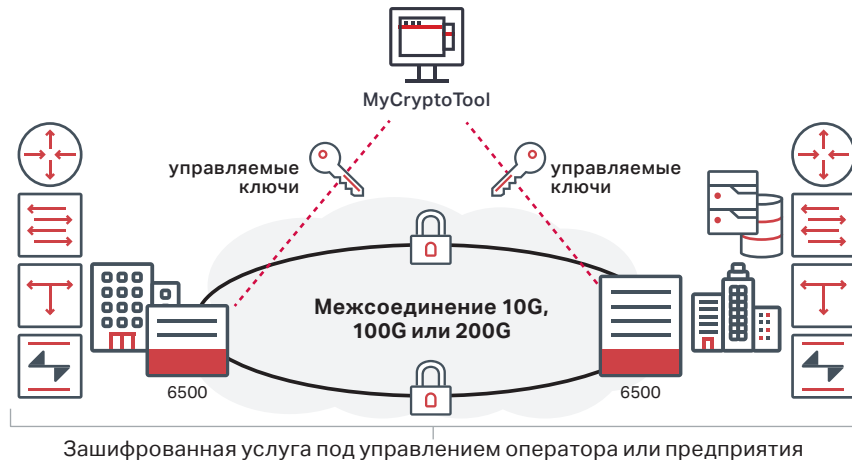 MyCryptoTool
управляемые
ключи
управляемые
ключи
Межсоединение 10G,
100G или 200G
6500
6500
Зашифрованная услуга под управлением оператора или предприятия